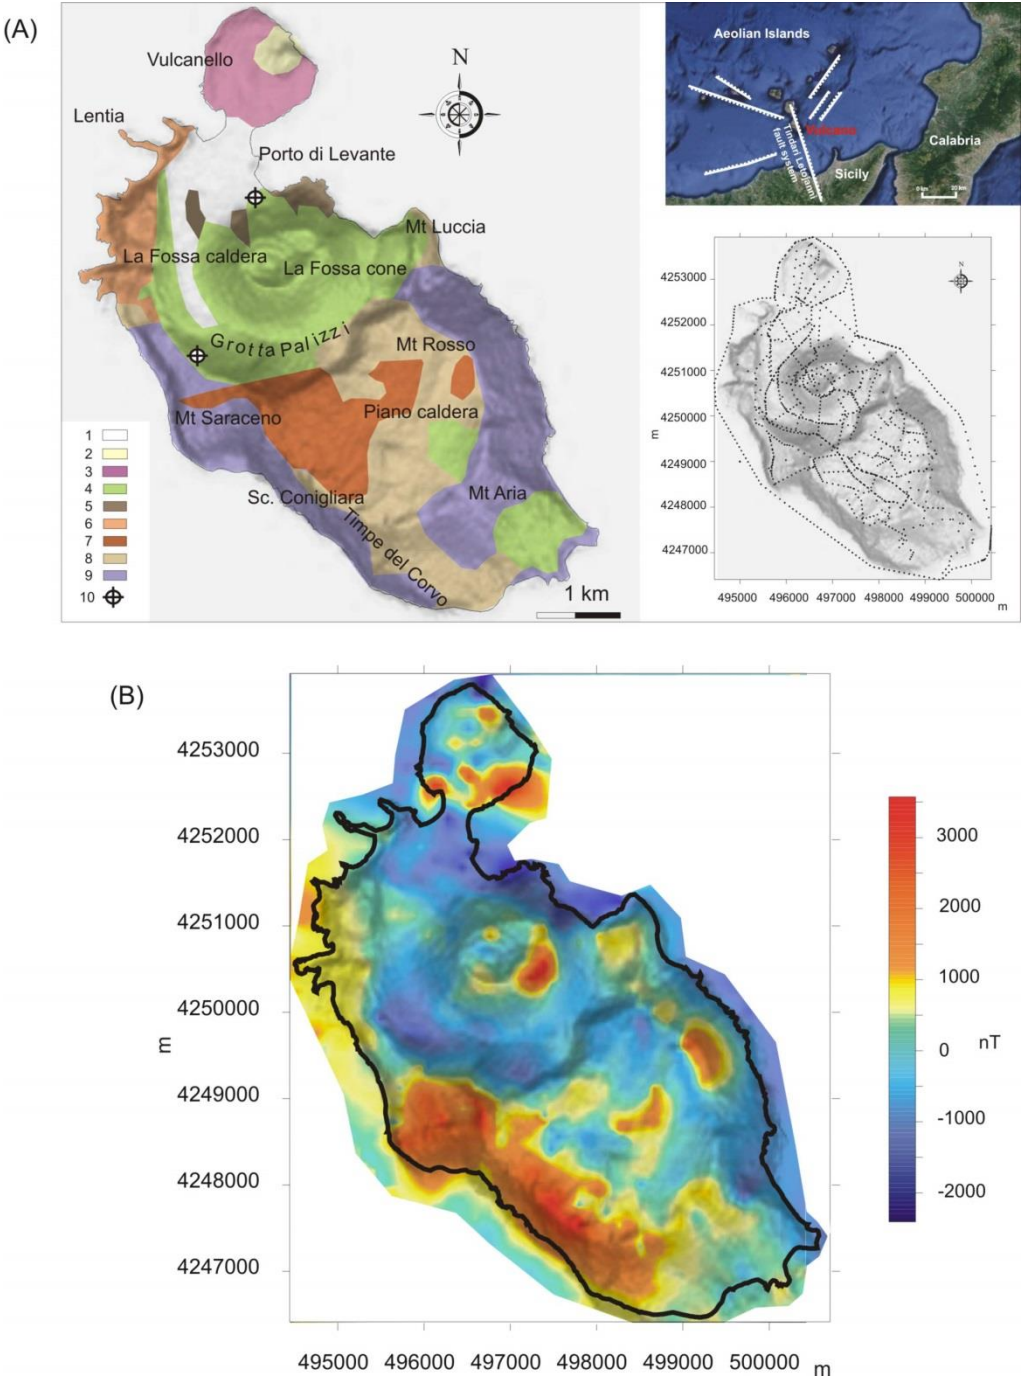 (A)
Vulcanello
N
Lentia
Porto di Levante
Mt Luccia
La Fossa caldera
La Fossa cone
Grotta Palizzi
Mt Rosso
Mt Saraceno
Piano caldera
Sc. Conigliara
Mt Aria
Timpe del Corvo
1
2
3
4
5
6
7
8
9
10
1 km
Aeolian Islands
Vulcano
Tindari Letojanni
fault system
Calabria
Sicily
0 km
20 km
N
4253000
4252000
4251000
4250000
m
4249000
4248000
4247000
495000 496000 497000 498000 499000 500000
m
(B)
4253000
4252000
4251000
4250000
m
4249000
4248000
4247000
495000 496000 497000 498000 499000 500000 m
3000
2000
1000
0 nT
-1000
-2000